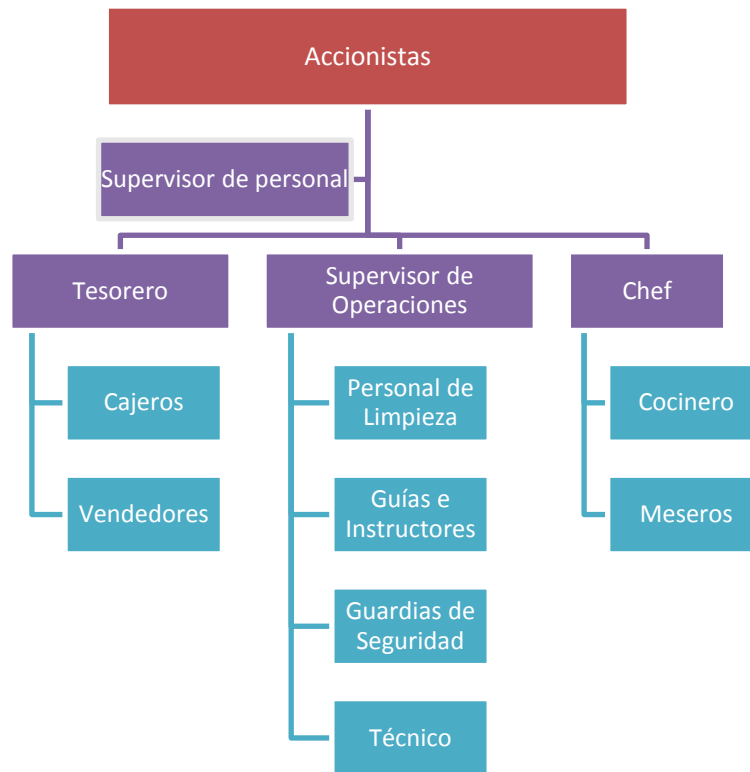 Accionistas
Supervisor de personal
Tesorero
Supervisor de
Operaciones
Chef
Cajeros
Personal de
Limpieza
Cocinero
Vendedores
Guías e
Instructores
Meseros
Guardias de
Seguridad
Técnico